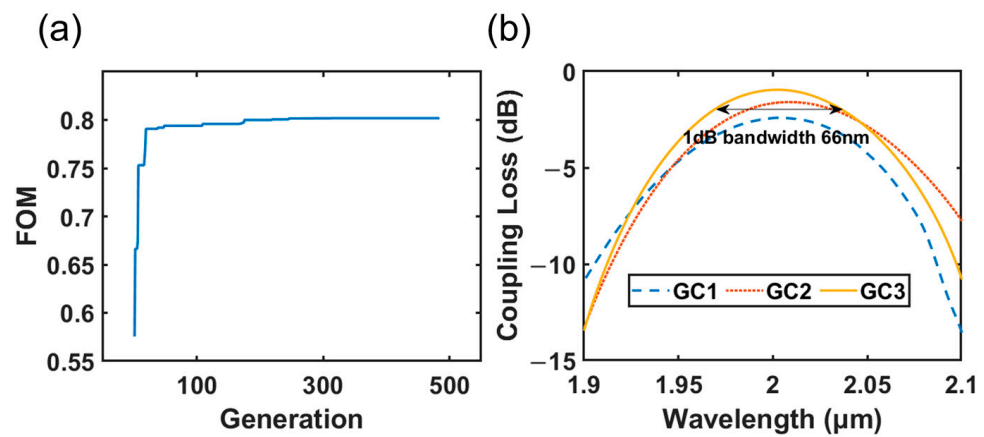 (a)
FOM
0.8
0.75
0.7
0.65
0.6
0.55
100
300
500
Generation
(b)
Coupling Loss (dB)
0
−5
−10
−15
1dB bandwidth 66nm
GC1 GC2 GC3
1.9
1.95
2
2.05
2.1
Wavelength (μm)